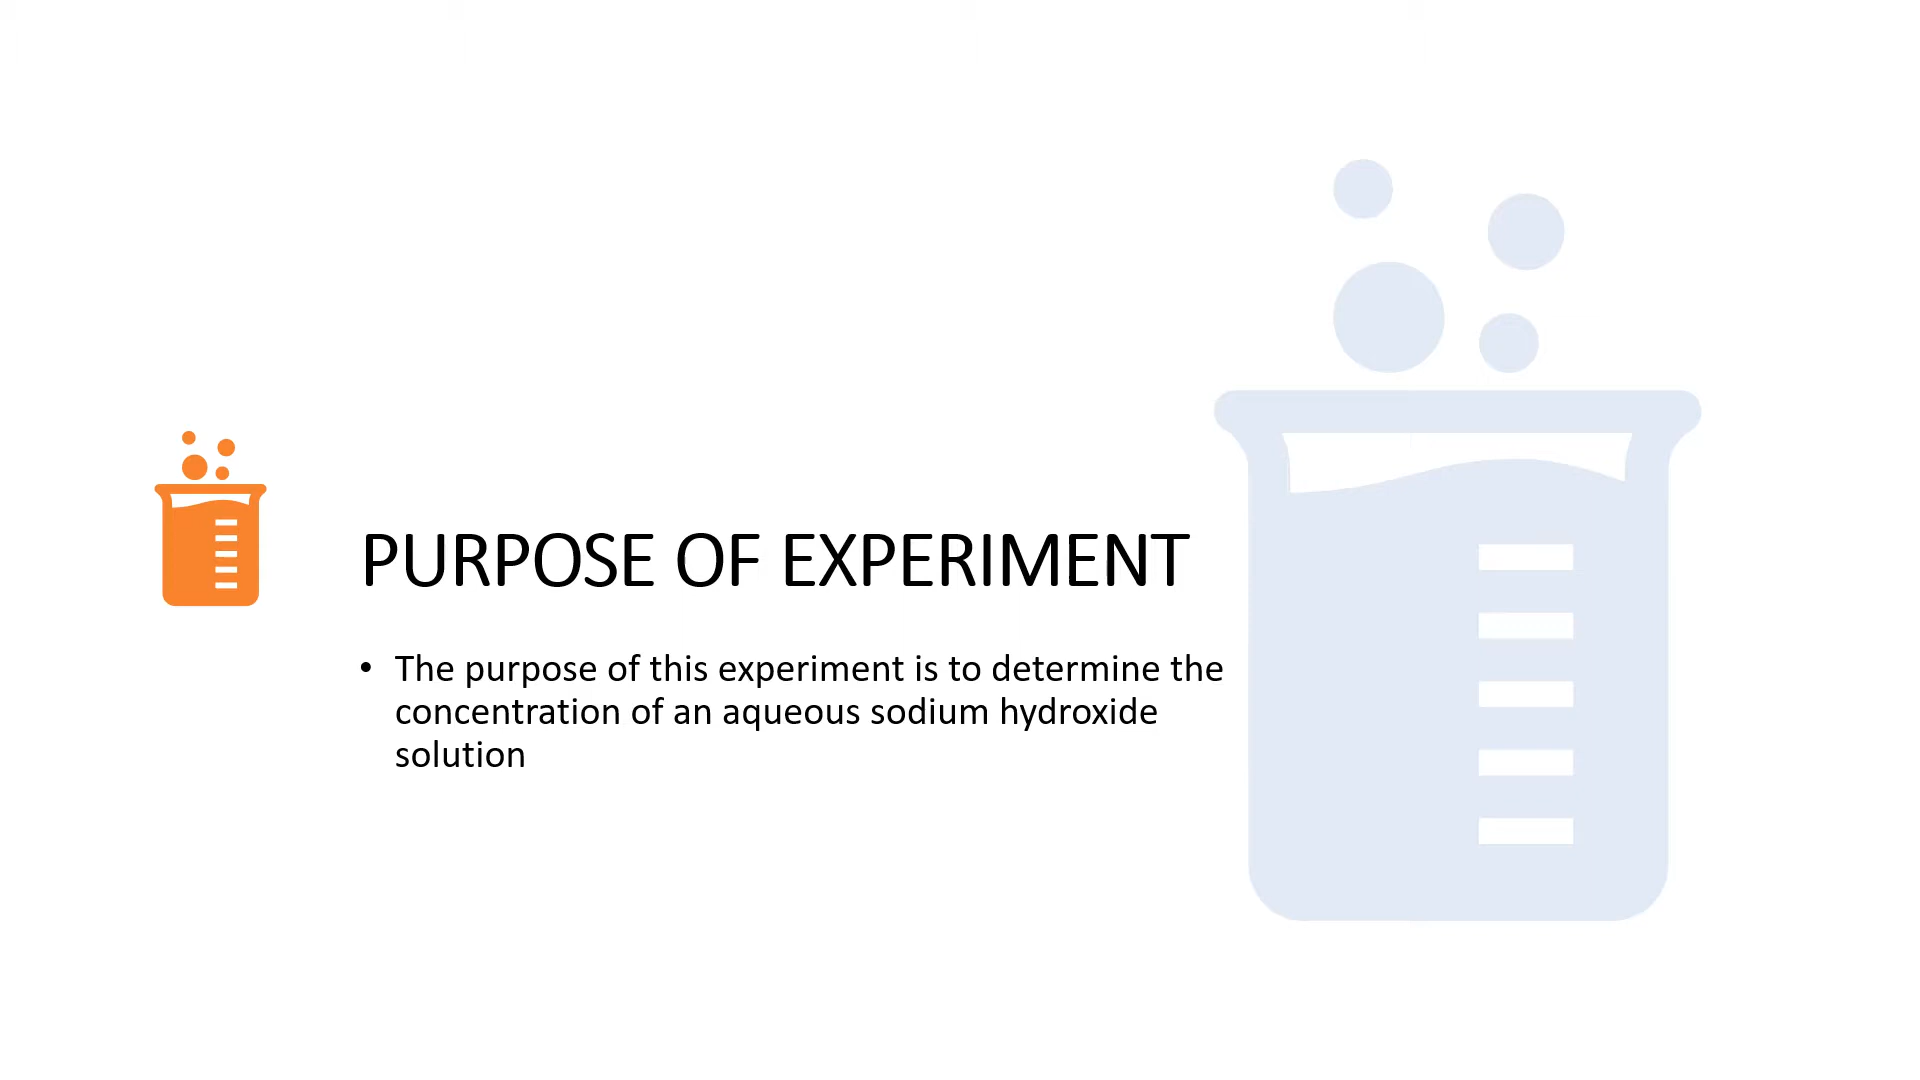 PURPOSE OF EXPERIMENT
• The purpose of this experiment is to determine the
concentration of an aqueous sodium hydroxide
solution